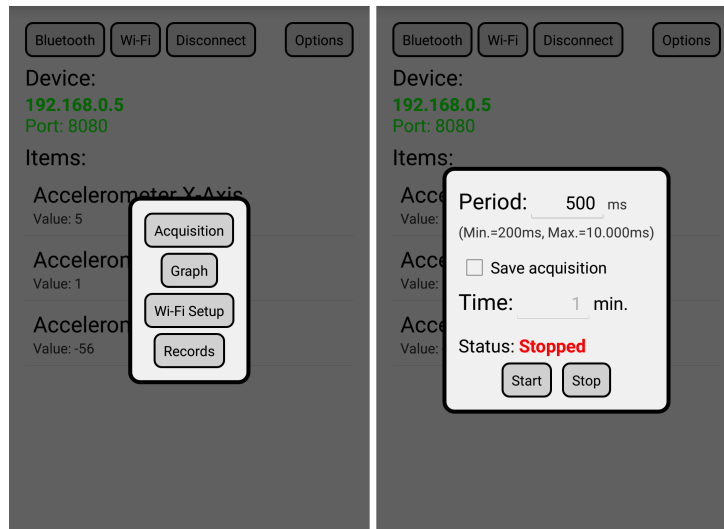 Bluetooth Wi-Fi Disconnect Options
Device:
192.168.0.5
Port: 8080
Items:
Accelerometer X-Axis
Value: 5
Acceleron
Value: 1
Acceleron
Value: -56
Acquisition
Graph
Wi-Fi Setup
Records
Bluetooth Wi-Fi Disconnect Options
Device:
192.168.0.5
Port: 8080
Items:
Acce
Value:
Acce
Value:
Acce
Value:
Period: 500 ms
(Min.=200ms, Max.=10.000ms)
Save acquisition
Time: 1 min.
Status: Stopped
Start Stop